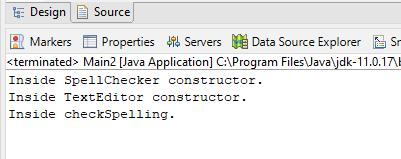 Design Source
Markers Properties Servers Data Source Explorer
<terminated> Main2 [Java Application] C:\Program Files\Java\jdk-11.0.17\
Inside SpellChecker constructor.
Inside TextEditor constructor.
Inside checkSpelling.